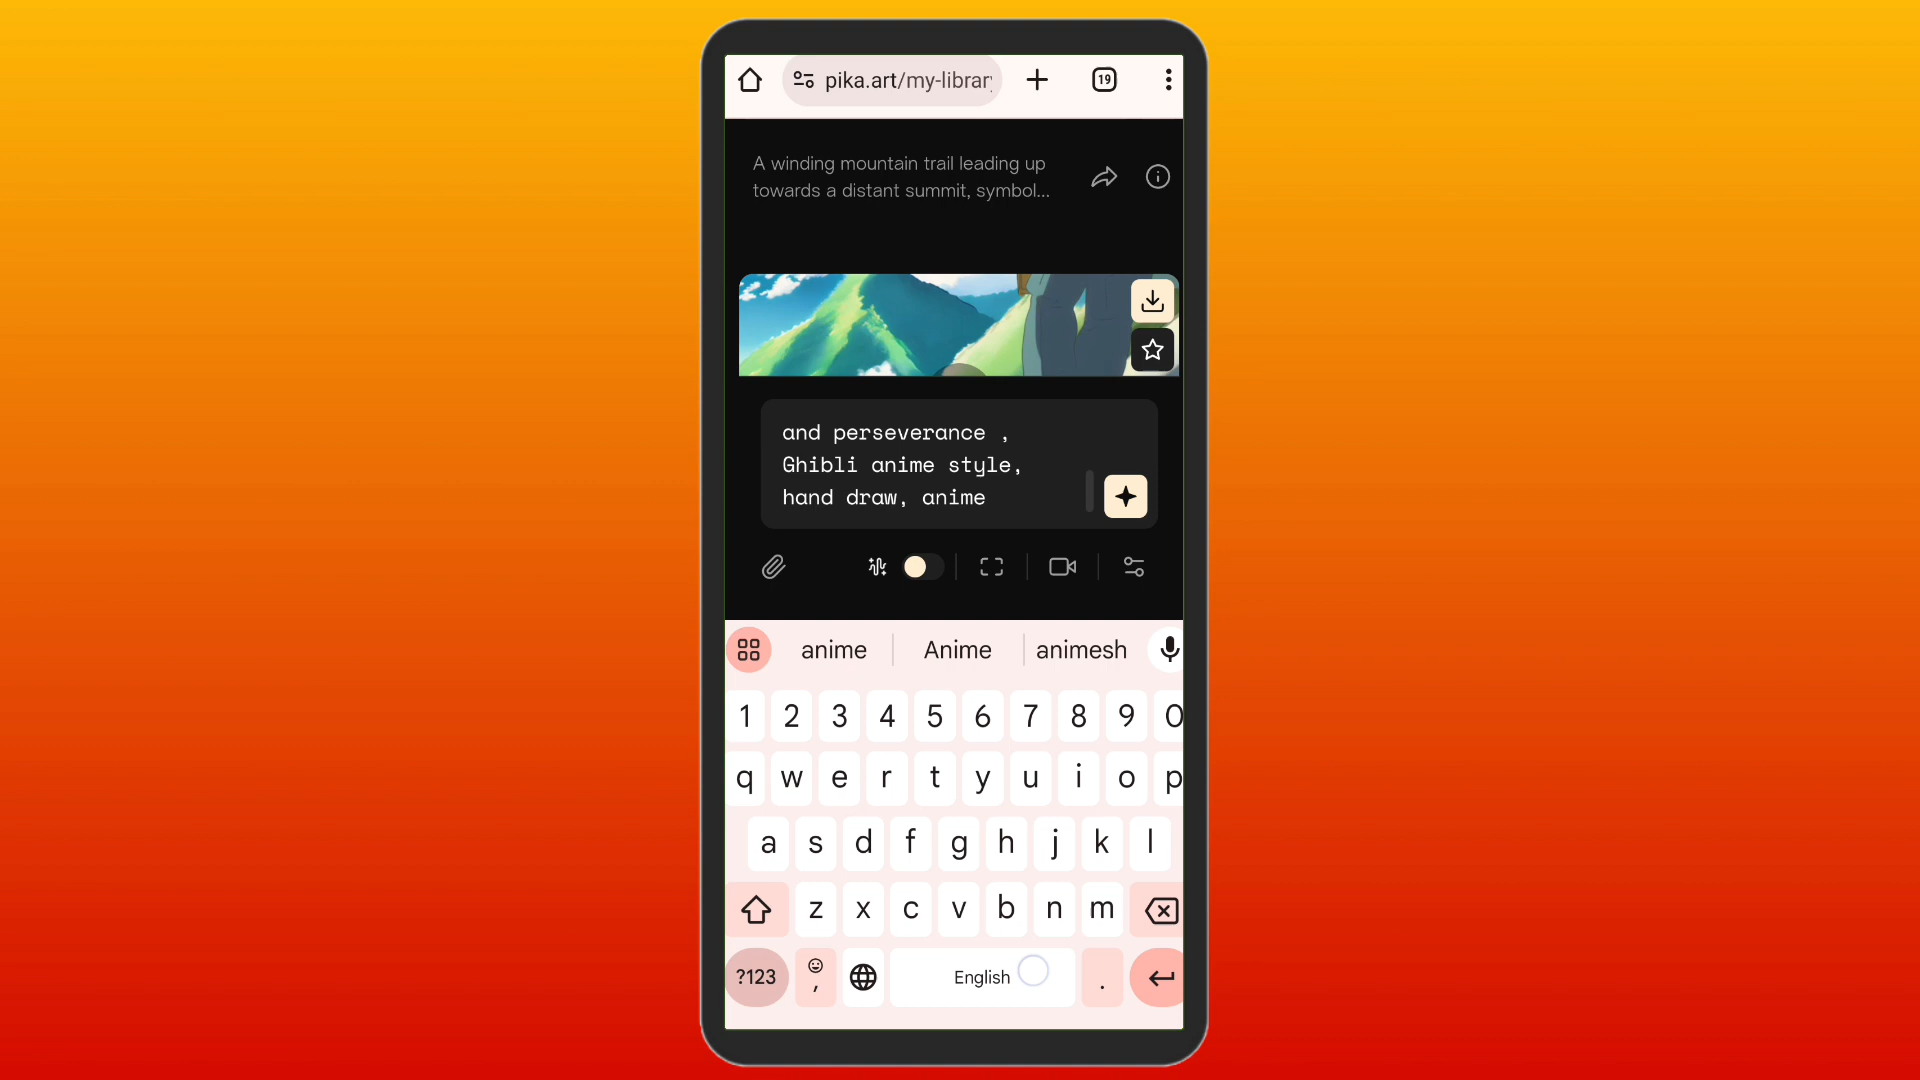 pika.art/my-library
19
A winding mountain trail leading up
towards a distant summit, symbol...
and perseverance ,
Ghibli anime style,
hand draw, anime
anime Anime animesh
1 2 3 4 5 6 7 8 9 0
q w e r t y u i o p
a s d f g h j k l
z x c v b n m
?123 , English .